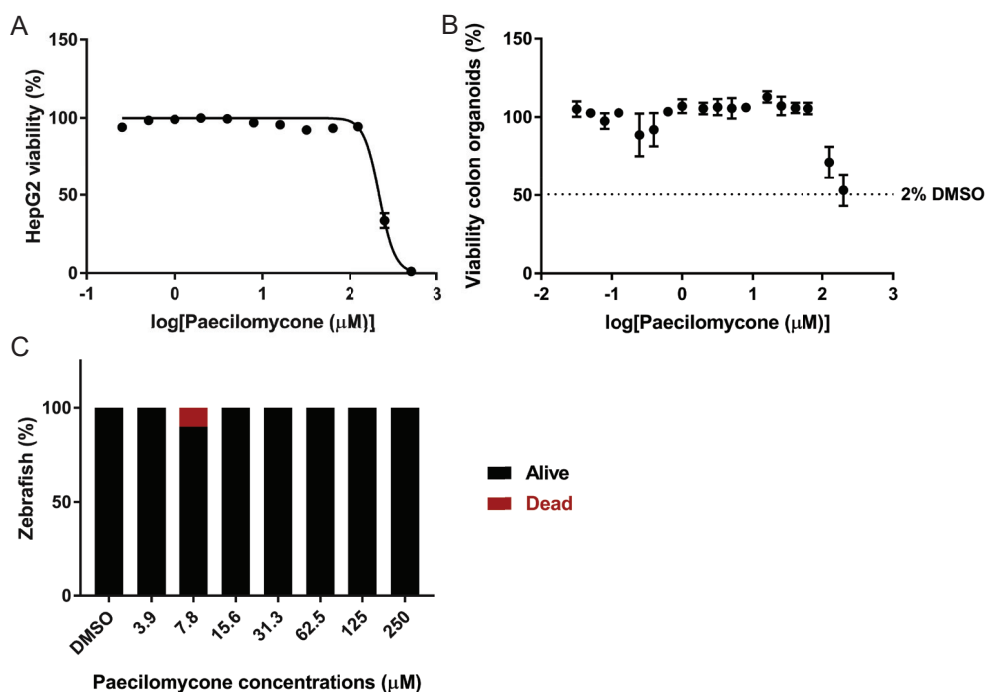 A
150
100
50
0
HepG2 viability (%)
-1
0
1
2
3
log[Paecilomycone (μM)]
B
150
100
50
0
Viability colon organoids (%)
2% DMSO
-2
-1
0
1
2
3
log[Paecilomycone (μM)]
C
100
50
0
Zebrafish (%)
DMSO
3.9
7.8
15.6
31.3
62.5
125
250
Paecilomycone concentrations (μM)
Alive
Dead